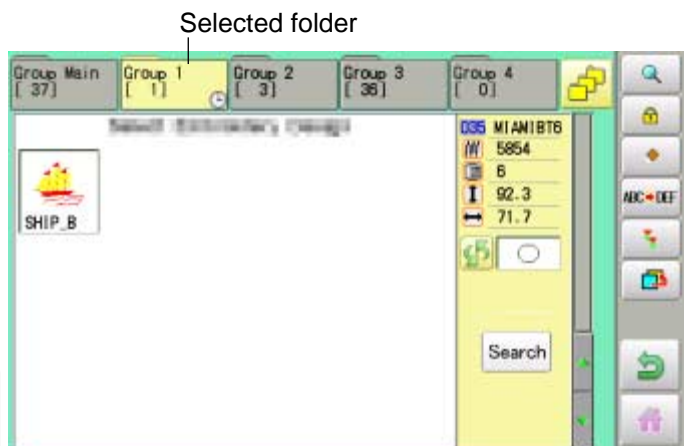 Selected folder
Group Main
[ 37]
Group 1
[ 1]
Group 2
[ 3]
Group 3
[ 36]
Group 4
[ 0]
035 MIAMIBT6
5854
6
92.3
71.7
SHIP_B
ABC DEF
Search